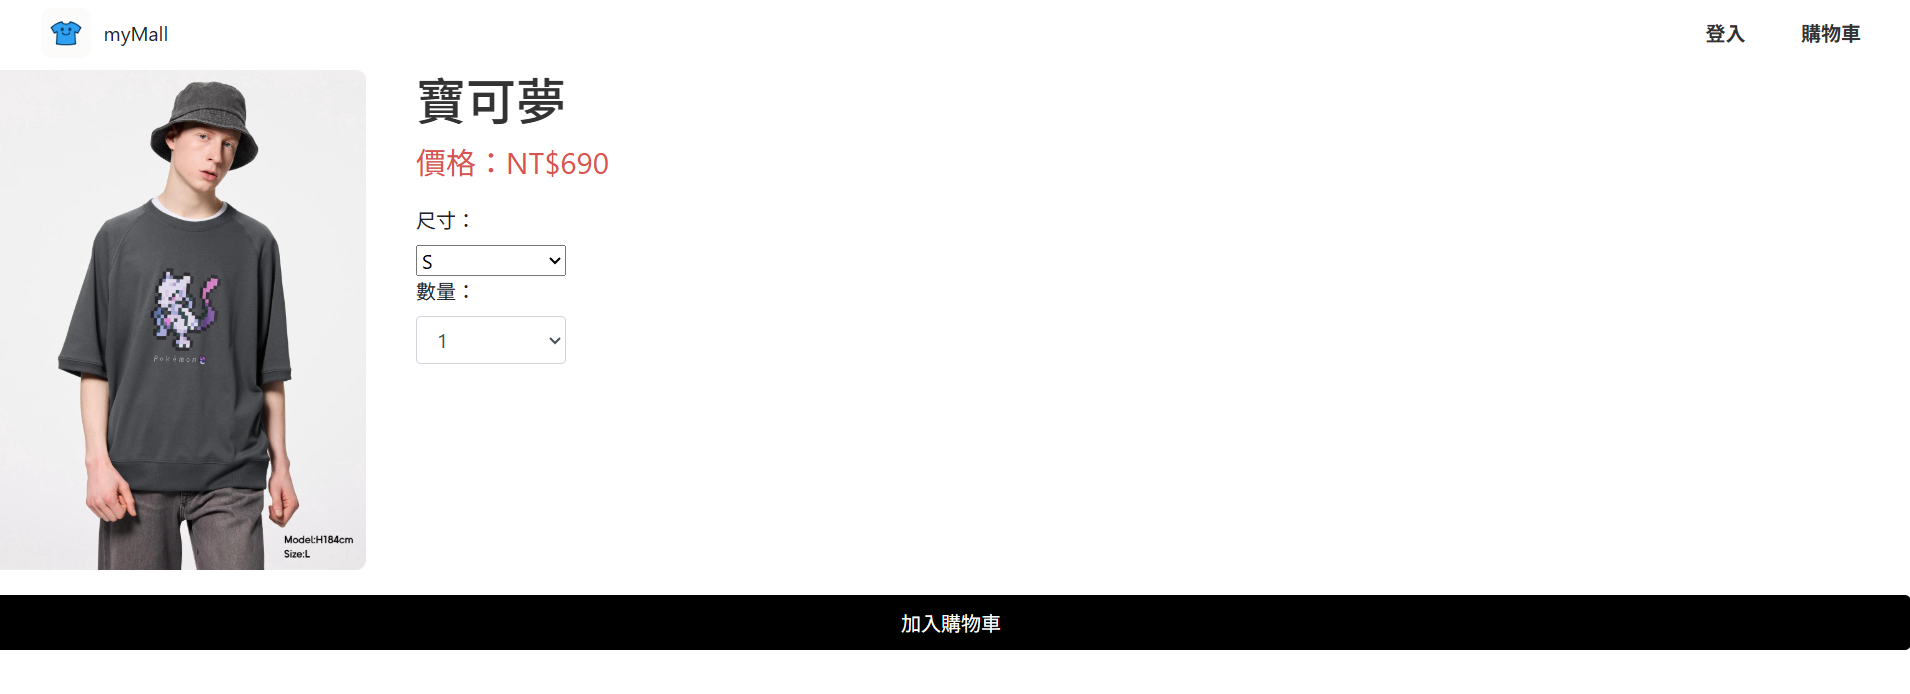 myMall
登入
購物車
寶可夢
價格：NT$690
尺寸：
S
數量：
1
Pokémon
Model:H184cm
Size:L
加入購物車